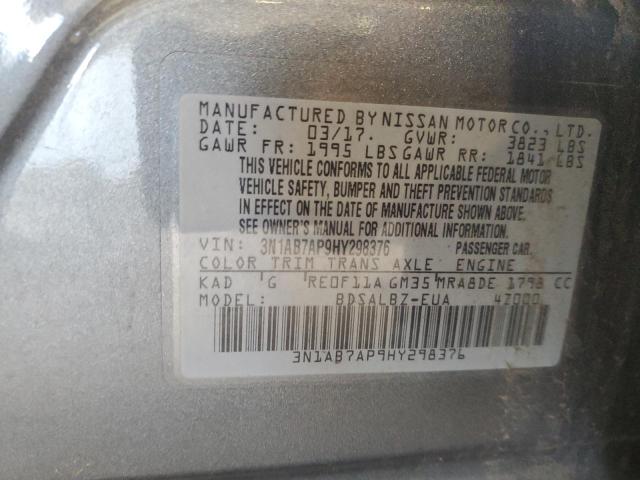 MANUFACTURED BY NISSAN MOTOR CO., LTD.
DATE: 03/17. GVWR: 3823 LBS
GAWR FR: 1995 LBS GAWR RR: 1841 LBS
THIS VEHICLE CONFORMS TO ALL APPLICABLE FEDERAL MOTOR
VEHICLE SAFETY, BUMPER AND THEFT PREVENTION STANDARDS
IN EFFECT ON THE DATE OF MANUFACTURE SHOWN ABOVE.
SEE OWNER'S MANUAL FOR ADDITIONAL INFORMATION.
VIN: 3N1AB7AP9HY298376 PASSENGER CAR.
COLOR TRIM TRANS AXLE ENGINE
KAD G RE0F11A GM35 MRA8DE 1798 CC
MODEL: BDSALBZ-EUA 4Z000
3N1AB7AP9HY298376